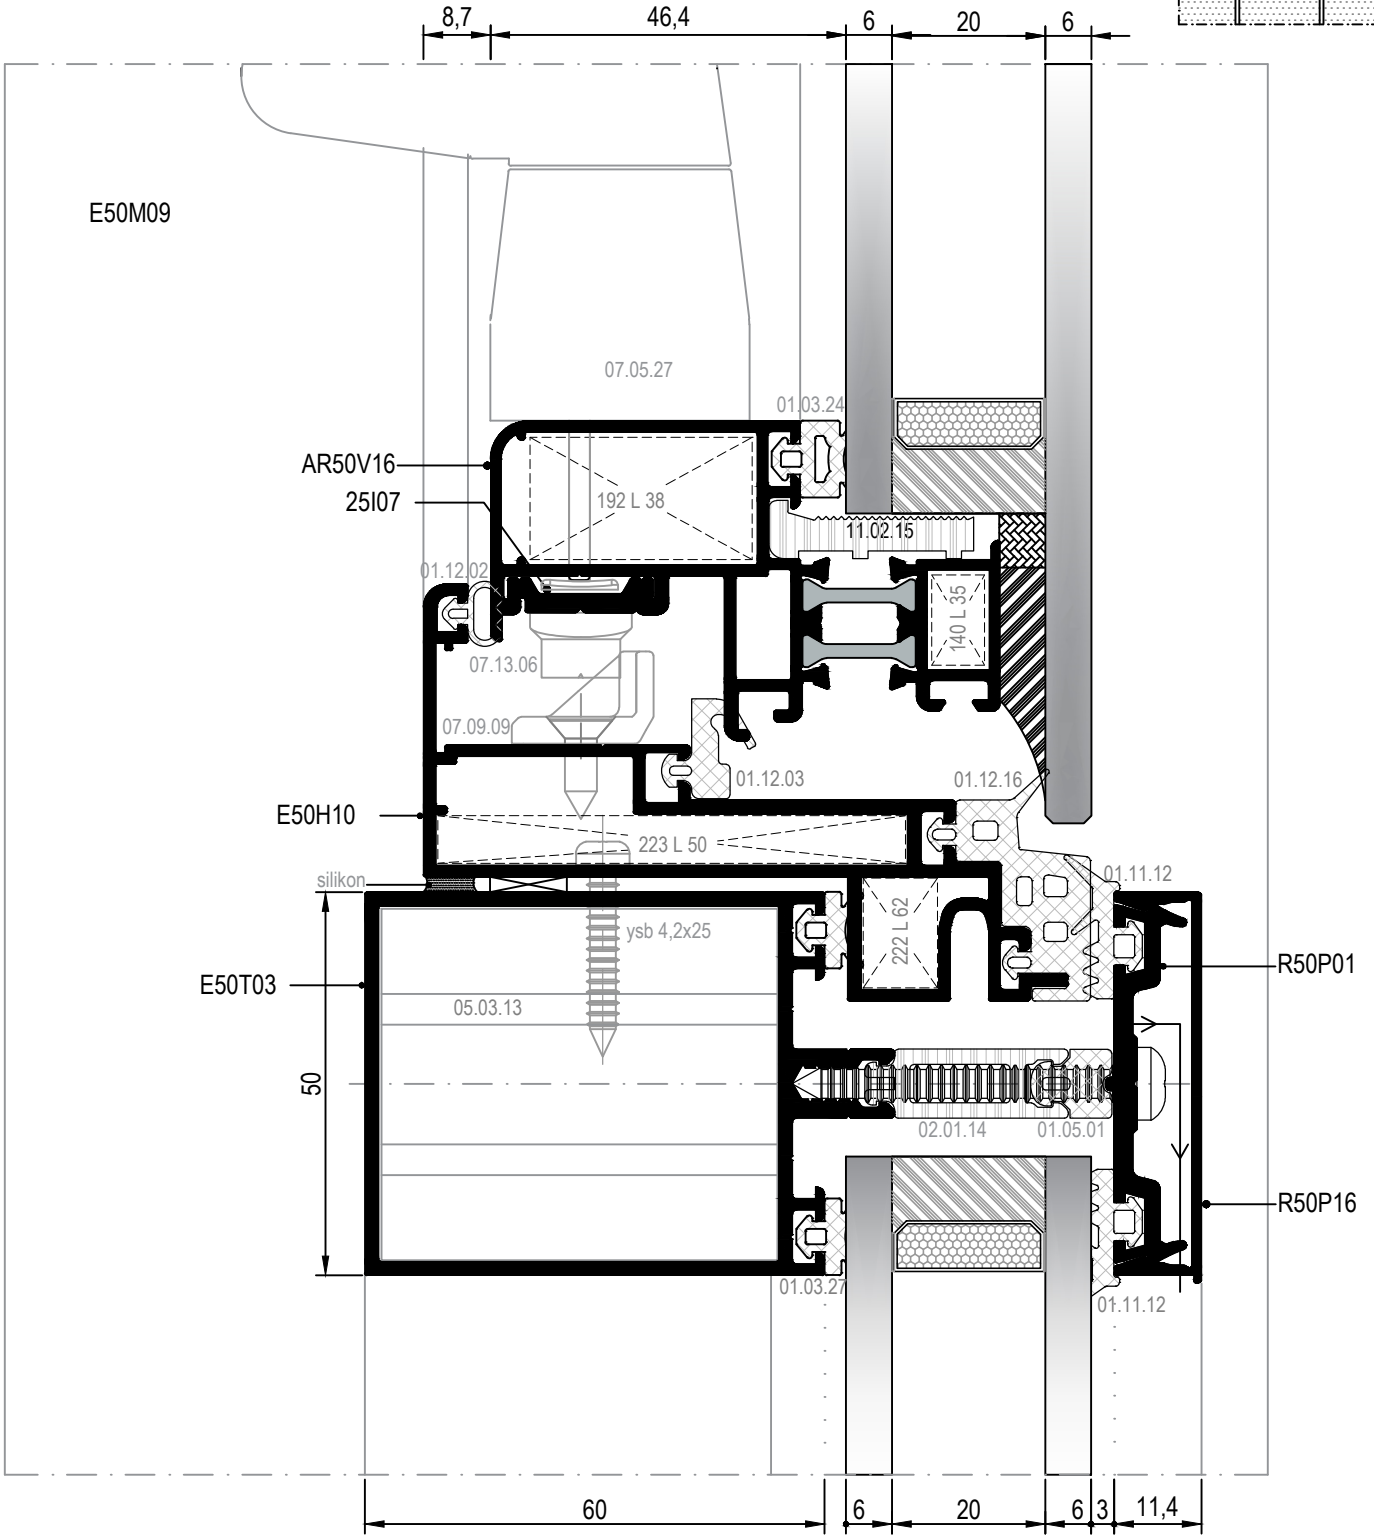 8,7
46,4
6
20
6
E50M09
07.05.27
01.03.24
AR50V16
25I07
192 L 38
11.02.15
01.12.02
140 L 35
07.13.06
07.09.09
01.12.03
01.12.16
E50H10
223 L 50
silikon
01.11.12
222 L 62
ysb 4,2x25
R50P01
E50T03
05.03.13
50
02.01.14
01.05.01
R50P16
01.03.27
01.11.12
60
6
20
6
3
11,4